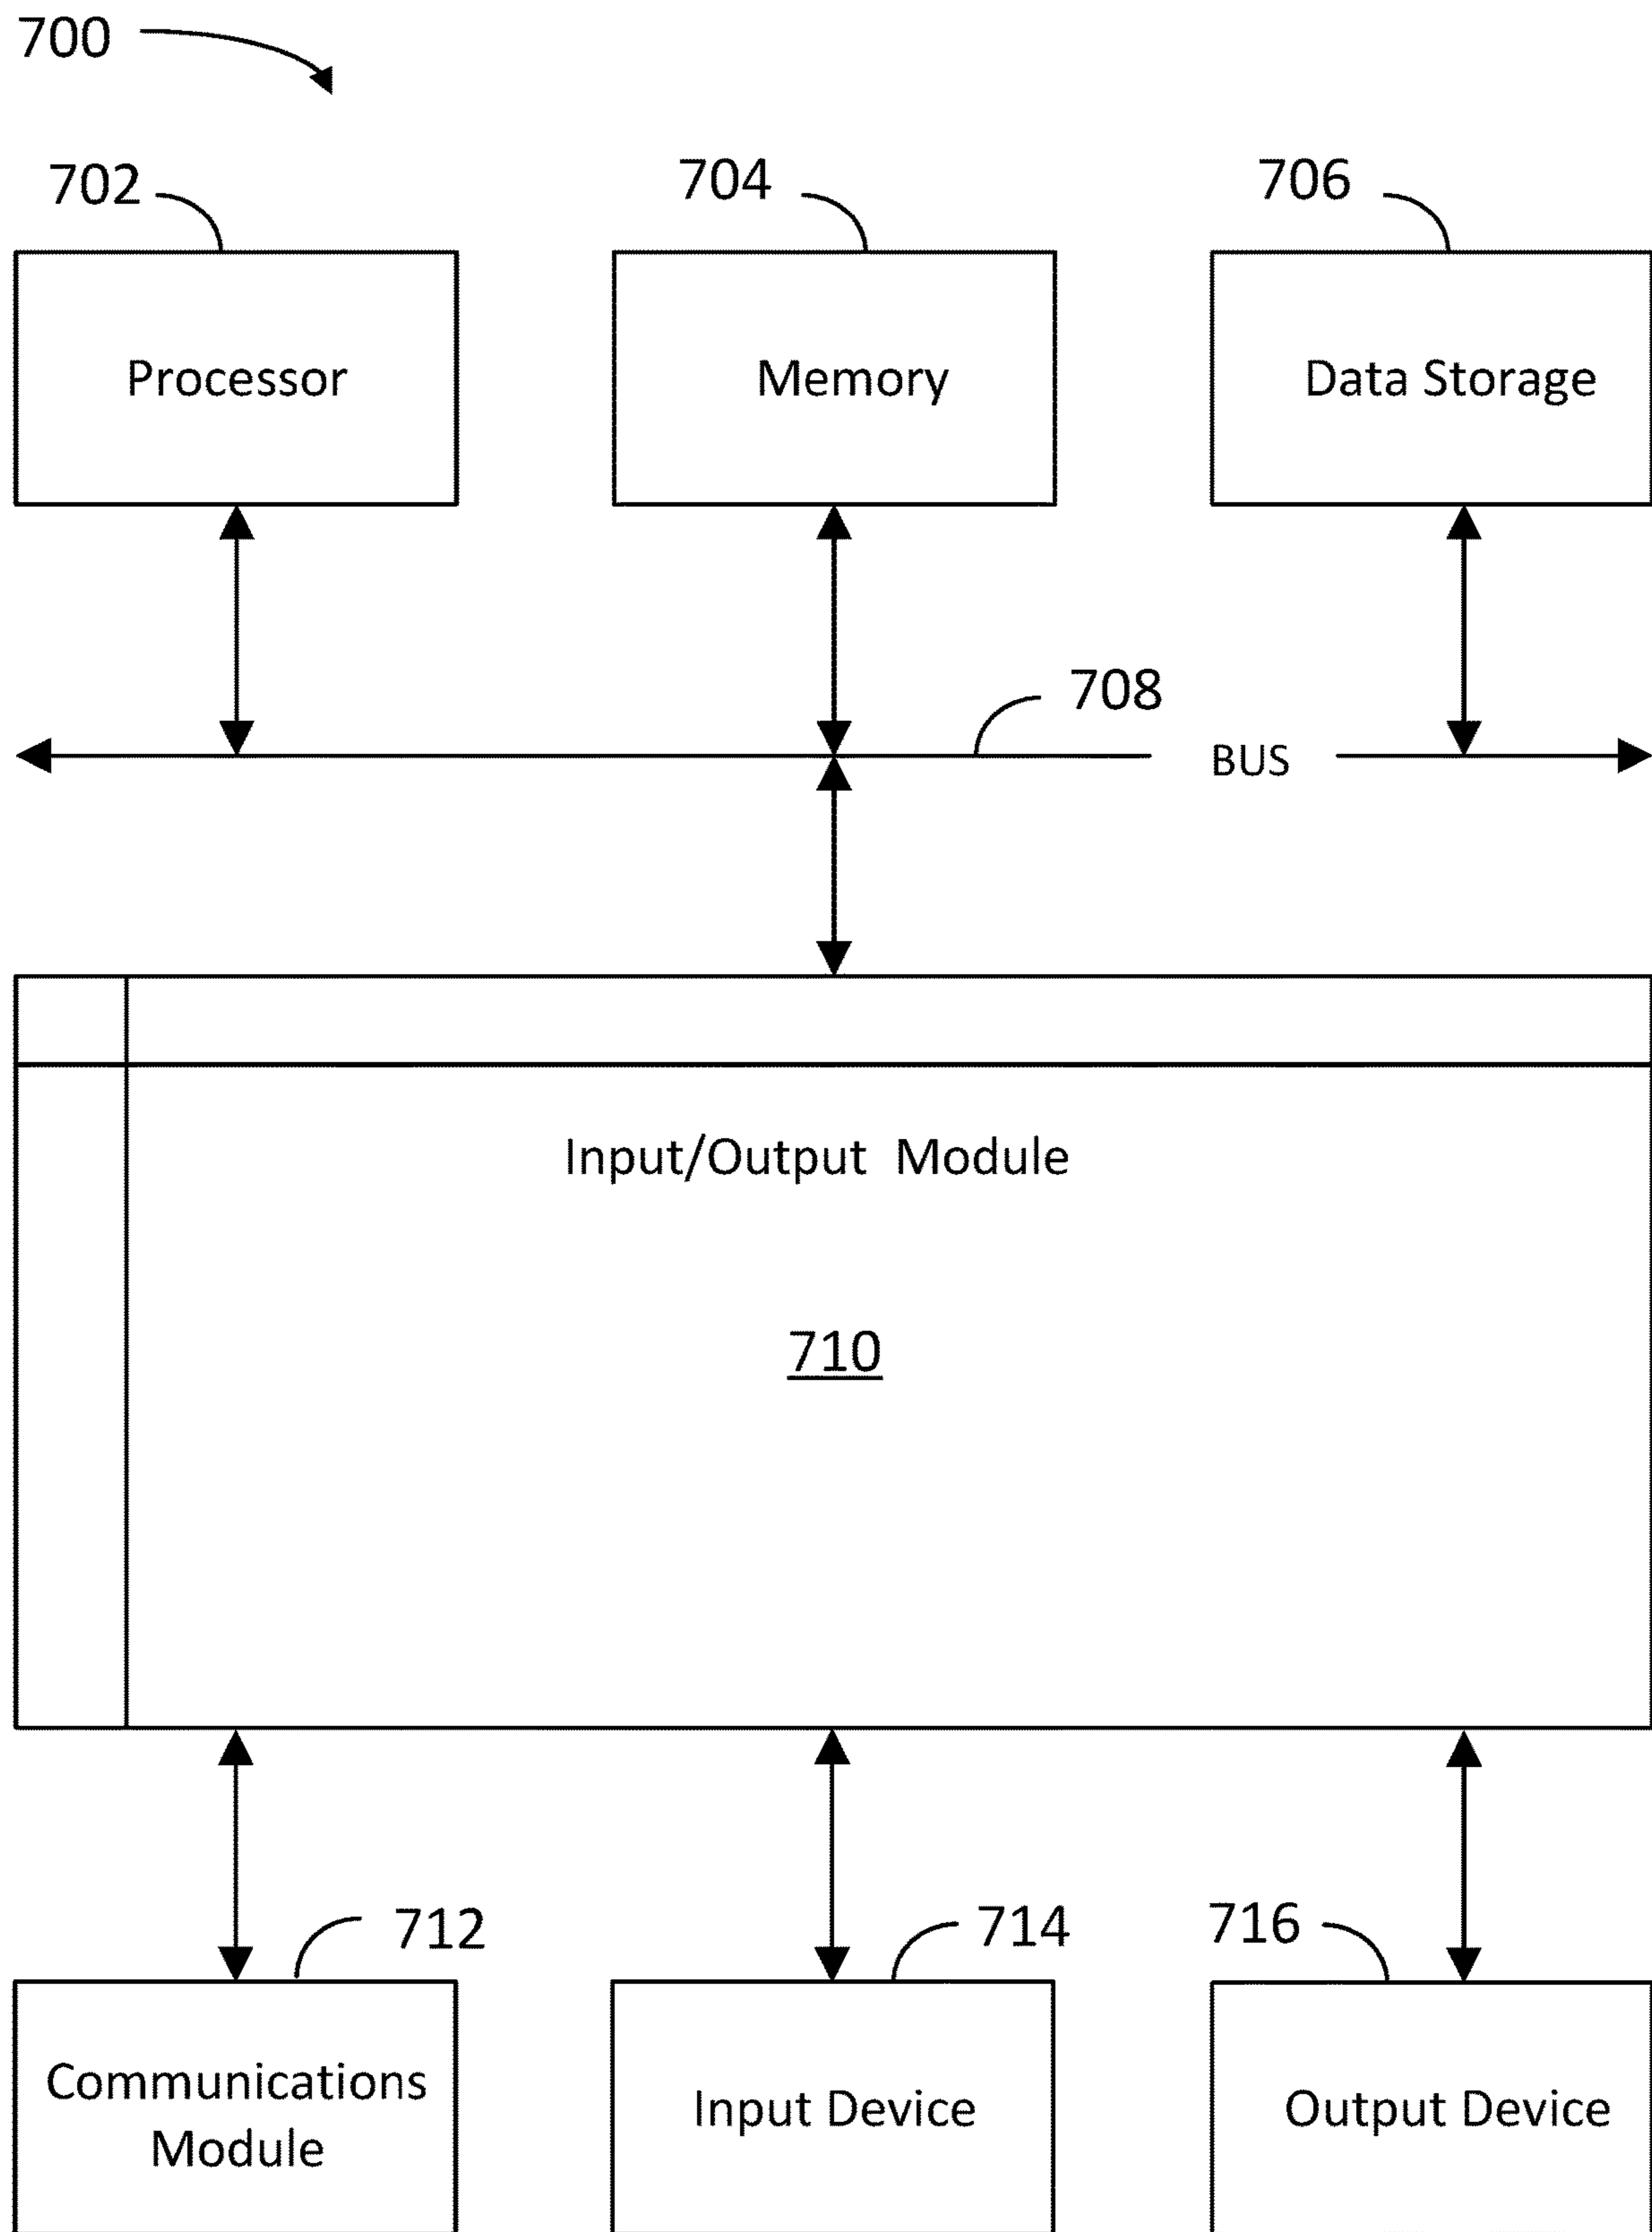 700
702
704
706
Processor
Memory
Data Storage
708
BUS
Input/Output Module
710
712
714
716
Communications
Module
Input Device
Output Device